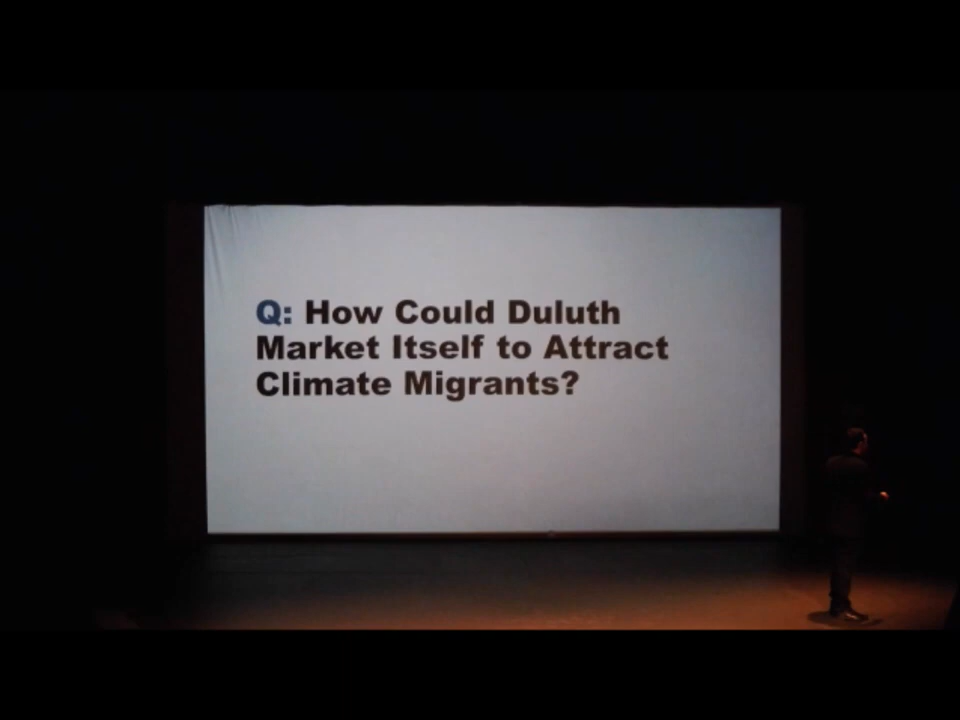 Q: How Could Duluth
Market Itself to Attract
Climate Migrants?